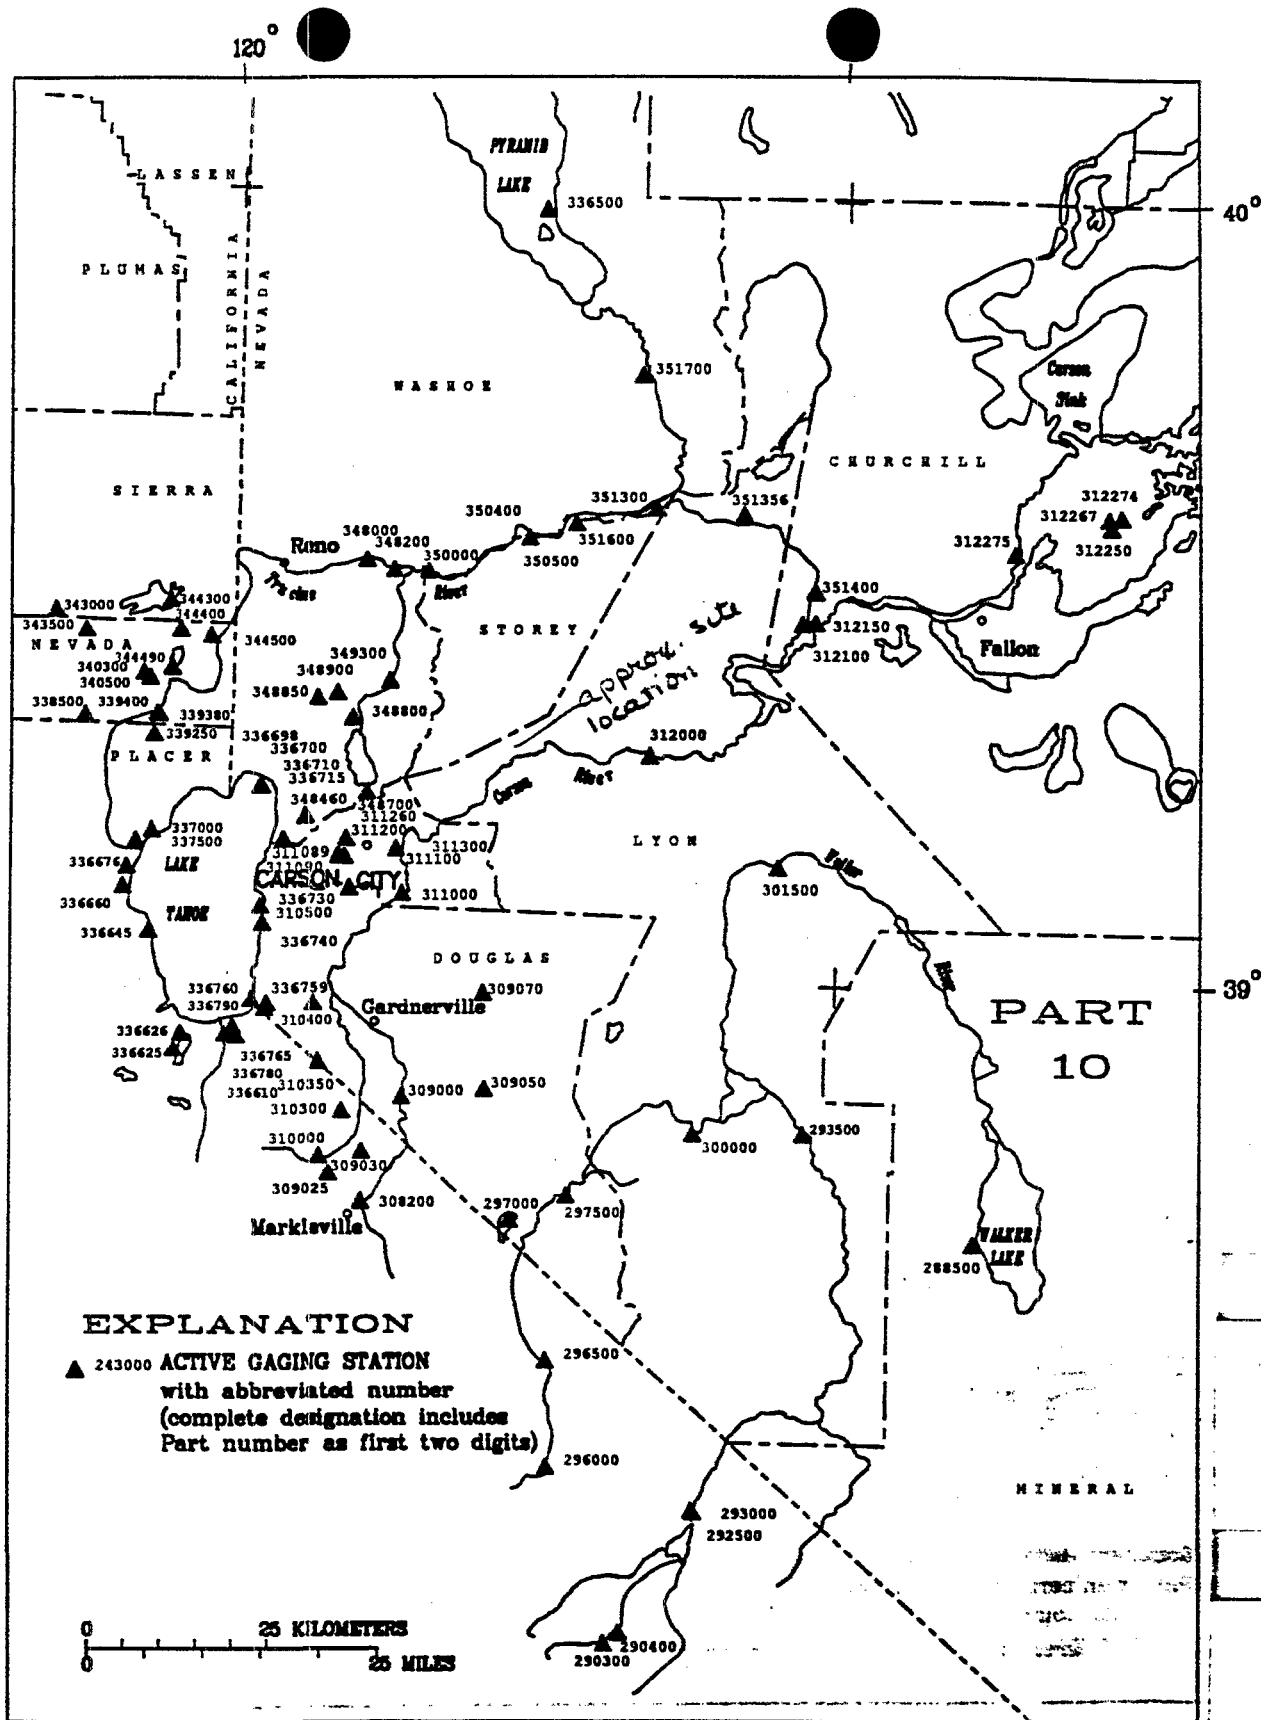 120°
PYRAMID
LAKE
336500
40°
LASSEN
PLUMAS
CALIFORNIA
NEVADA
WASHOE
351700
Carson
Sink
CHURCHILL
SIERRA
350400
351300
351356
312274
312267
312250
312275
348000
348200
350000
Reno
350500
351600
Truckee
River
351400
312150
312100
Fallon
343000
344300
344400
343500
344500
NEVADA
344490
340300
340500
338500
339400
339380
339250
PLACER
STOREY
349300
348900
348850
348800
approx. site
location
312000
Carson
River
336698
336700
336710
336715
348460
348700
311260
311200
311300
311100
311089
311090
CARSON CITY
311000
337000
337500
336676
336660
336645
LAKE
TAHOE
336730
310500
336740
LYON
301500
Walker
River
DOUGLAS
309070
Gardnerville
336760
336790
336759
310400
336626
336625
336765
336780
336610
310350
310300
309000
309050
PART
10
39°
310000
309030
309025
308200
Markleeville
300000
293500
297000
297500
WALKER
LAKE
288500
EXPLANATION
243000 ACTIVE GAGING STATION
with abbreviated number
(complete designation includes
Part number as first two digits)
296500
296000
293000
292500
MINERAL
290400
290300
0 25 KILOMETERS
0 25 MILES